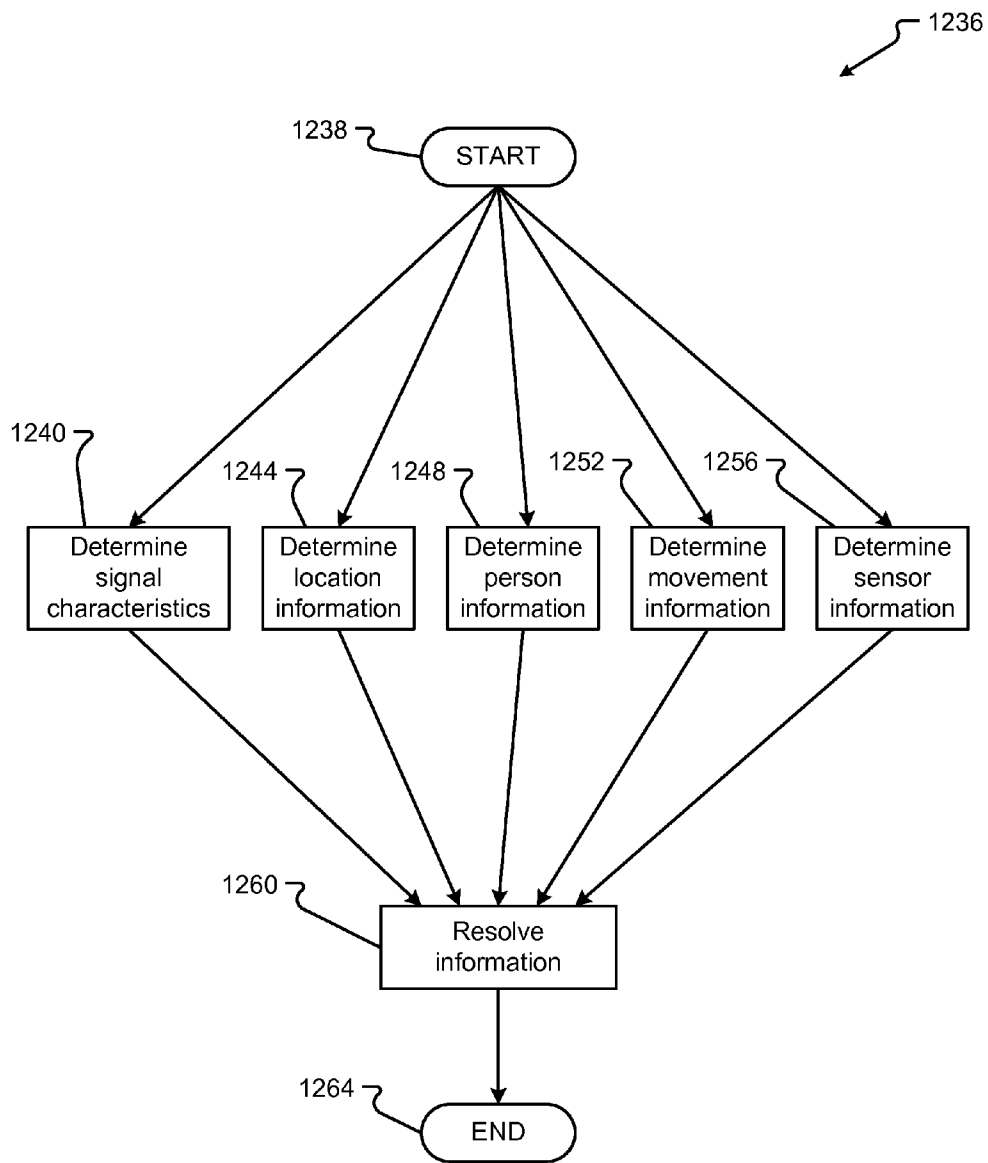 1236
1238
START
1240
1244
1248
1252
1256
Determine
signal
characteristics
Determine
location
information
Determine
person
information
Determine
movement
information
Determine
sensor
information
1260
Resolve
information
1264
END